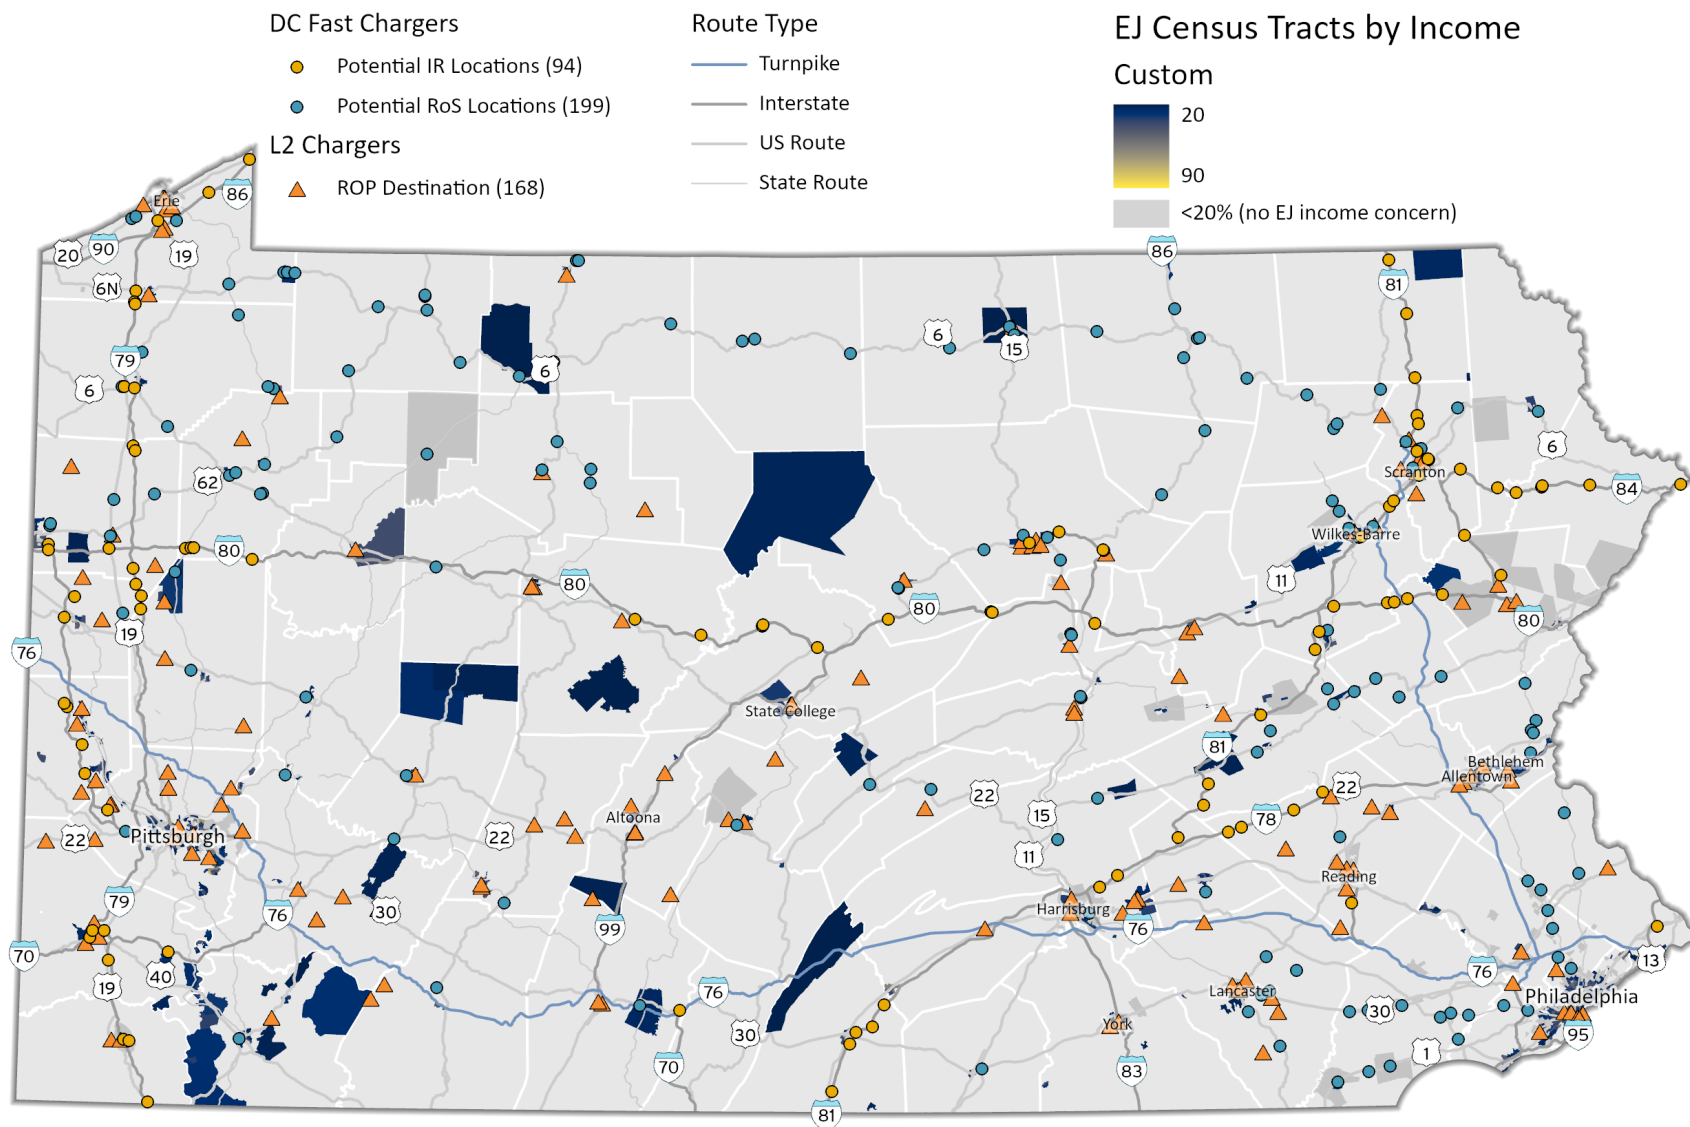 DC Fast Chargers
Potential IR Locations (94)
Potential RoS Locations (199)
L2 Chargers
ROP Destination (168)
Route Type
Turnpike
Interstate
US Route
State Route
EJ Census Tracts by Income
Custom
20
90
<20% (no EJ income concern)
Erie
86
20
90
19
6N
79
6
62
80
19
76
6
80
86
6
15
81
Scranton
6
84
Wilkes-Barre
11
80
80
State College
81
Bethlehem
Allentown
22
22
15
78
11
Pittsburgh
22
Altoona
22
Reading
79
76
30
99
Harrisburg
76
70
40
19
76
30
70
81
Lancaster
York
83
30
1
76
13
Philadelphia
95